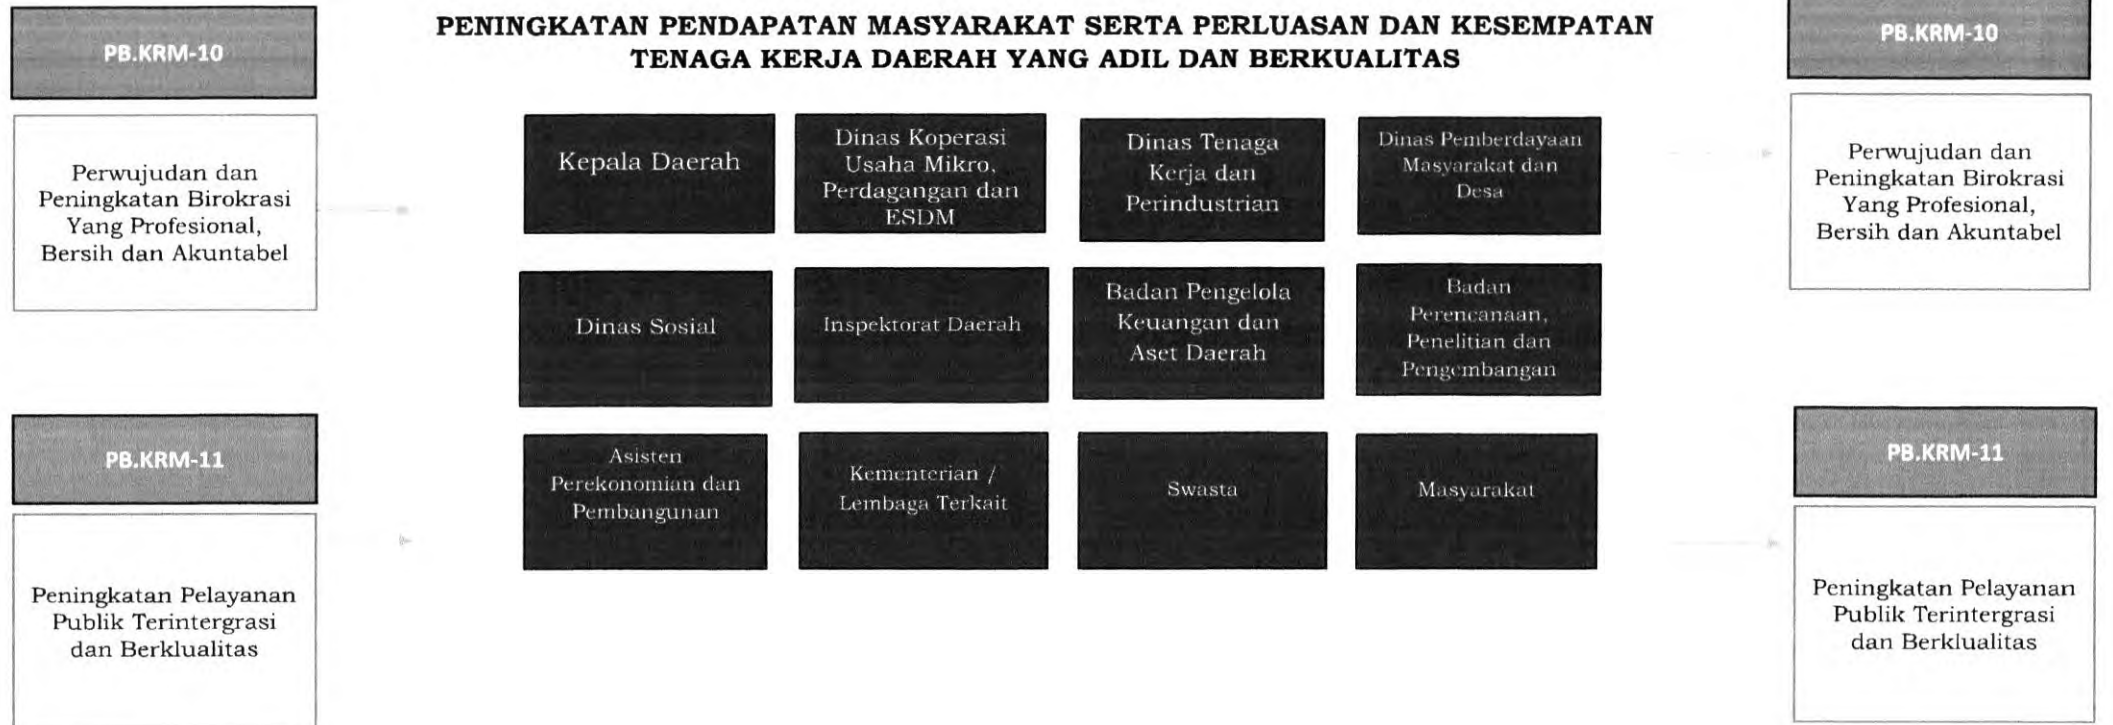 PENINGKATAN PENDAPATAN MASYARAKAT SERTA PERLUASAN DAN KESEMPATAN
TENAGA KERJA DAERAH YANG ADIL DAN BERKUALITAS
PB.KRM-10
Perwujudan dan
Peningkatan Birokrasi
Yang Profesional,
Bersih dan Akuntabel
PB.KRM-11
Peningkatan Pelayanan
Publik Terintergrasi
dan Berklualitas
Kepala Daerah
Dinas Koperasi
Usaha Mikro,
Perdagangan dan
ESDM
Dinas Tenaga
Kerja dan
Perindustrian
Dinas Pemberdayaan
Masyarakat dan
Desa
Dinas Sosial
Inspektorat Daerah
Badan Pengelola
Keuangan dan
Aset Daerah
Badan
Perencanaan,
Penelitian dan
Pengembangan
Asisten
Perekonomian dan
Pembangunan
Kementerian /
Lembaga Terkait
Swasta
Masyarakat
PB.KRM-10
Perwujudan dan
Peningkatan Birokrasi
Yang Profesional,
Bersih dan Akuntabel
PB.KRM-11
Peningkatan Pelayanan
Publik Terintergrasi
dan Berklualitas